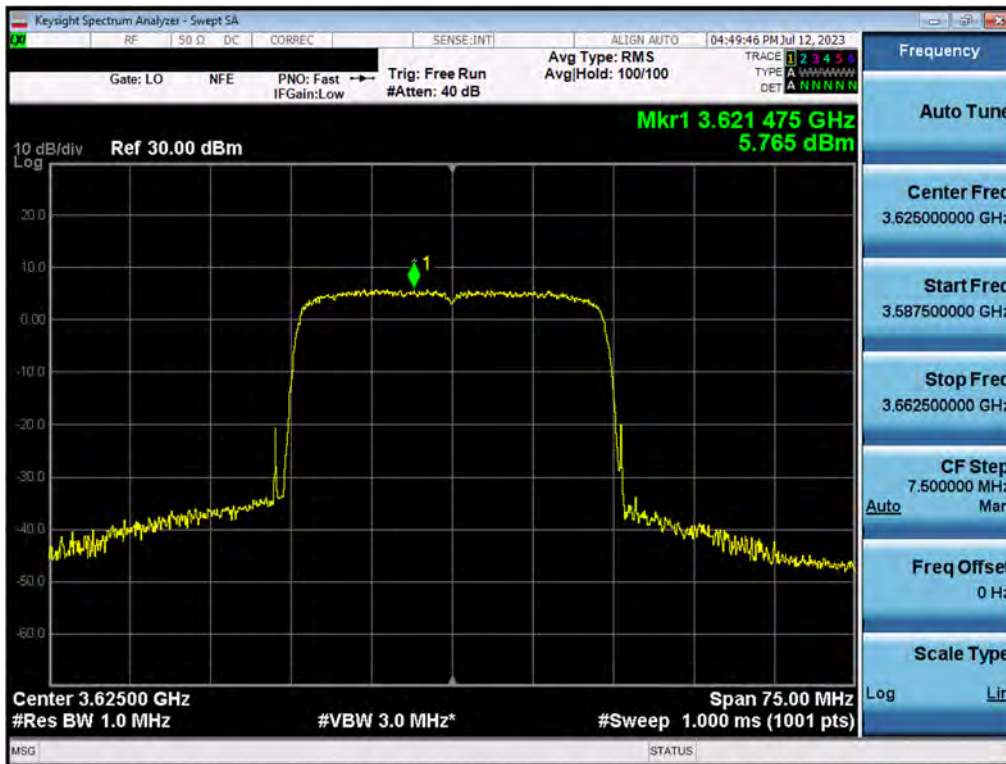 Keysight Spectrum Analyzer - Swept SA
LXI RF 50 Ω DC CORREC SENSE:INT ALIGN AUTO 04:49:46 PM Jul 12, 2023
Gate: LO NFE PNO: Fast Trig: Free Run Avg Type: RMS TRACE 1 2 3 4 5 6
IFGain:Low #Atten: 40 dB Avg|Hold: 100/100 TYPE A WWWWW
DET A N N N N N
Mkr1 3.621 475 GHz
5.765 dBm
10 dB/div Ref 30.00 dBm
Log
20.0
10.0
0.00
-10.0
-20.0
-30.0
-40.0
-50.0
-60.0
1
Center 3.62500 GHz Span 75.00 MHz
#Res BW 1.0 MHz #VBW 3.0 MHz* #Sweep 1.000 ms (1001 pts)
MSG STATUS
Frequency
Auto Tune
Center Freq
3.625000000 GHz
Start Freq
3.587500000 GHz
Stop Freq
3.662500000 GHz
CF Step
7.500000 MHz
Auto Man
Freq Offset
0 Hz
Scale Type
Log Lin